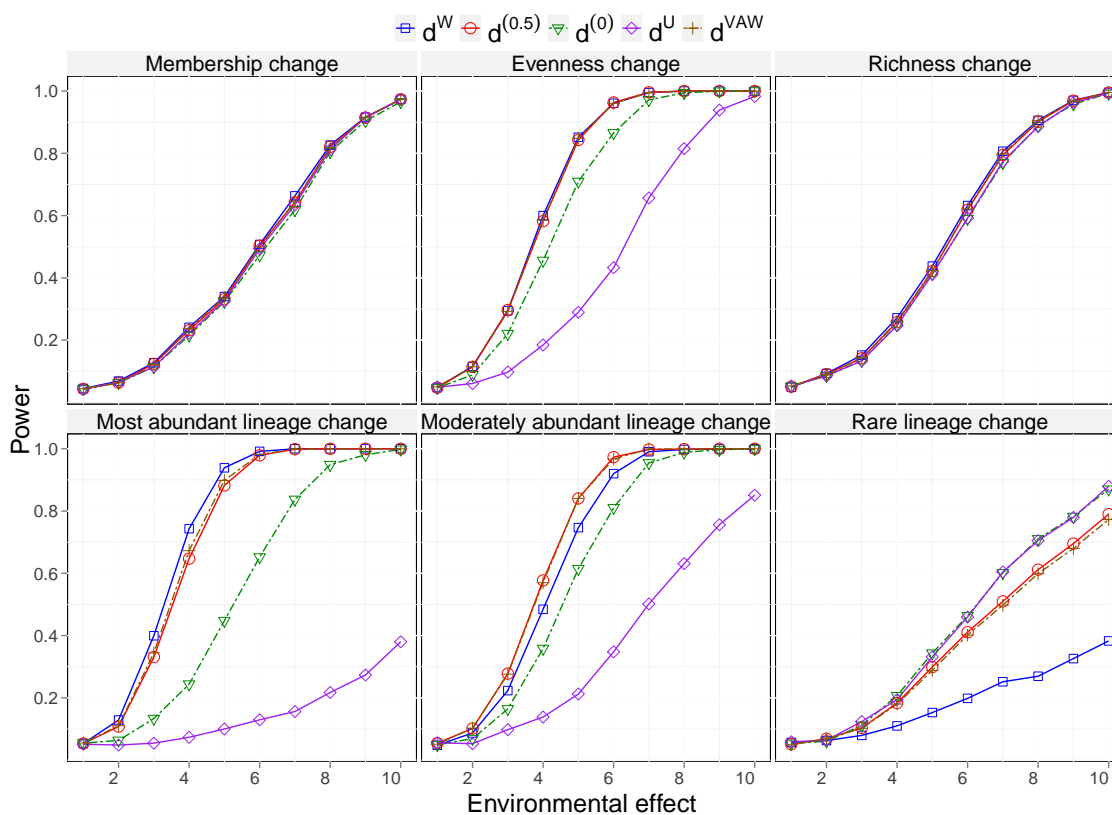 d^W d^(0.5) d^(0) d^U d^VAW
Membership change Evenness change Richness change
1.0
0.8
0.6
0.4
0.2
Most abundant lineage change Moderately abundant lineage change Rare lineage change
1.0
0.8
0.6
0.4
0.2
Power
2 4 6 8 10 2 4 6 8 10 2 4 6 8 10
Environmental effect